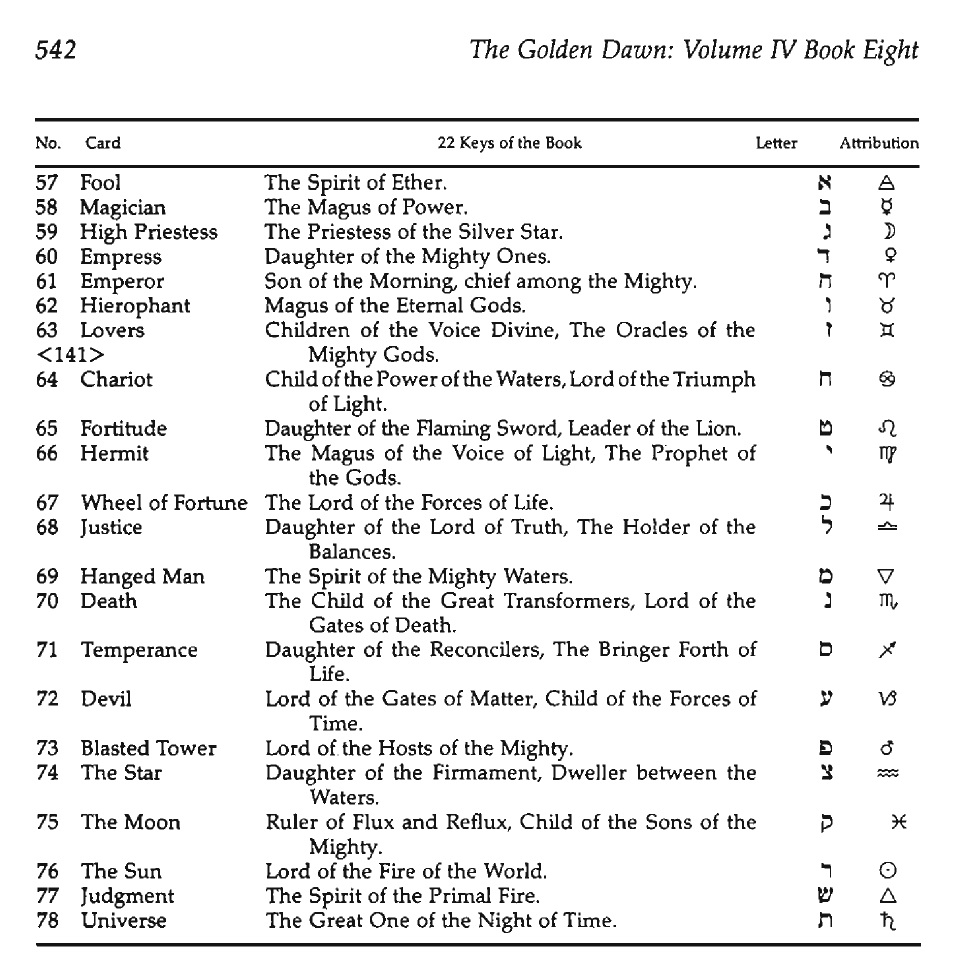 542 The Golden Dawn: Volume IV Book Eight
No. Card 22 Keys of the Book Letter Attribution
57 Fool The Spirit of Ether. א 🜁
58 Magician The Magus of Power. ב ☿
59 High Priestess The Priestess of the Silver Star. ג ☽
60 Empress Daughter of the Mighty Ones. ד ♀
61 Emperor Son of the Morning, chief among the Mighty. ח ♈
62 Hierophant Magus of the Eternal Gods. ו ♉
63 Lovers Children of the Voice Divine, The Oracles of the ז ♊
<141> Mighty Gods.
64 Chariot Child of the Power of the Waters, Lord of the Triumph ח ♋
of Light.
65 Fortitude Daughter of the Flaming Sword, Leader of the Lion. ט ♌
66 Hermit The Magus of the Voice of Light, The Prophet of י ♍
the Gods.
67 Wheel of Fortune The Lord of the Forces of Life. כ ♃
68 Justice Daughter of the Lord of Truth, The Holder of the ל ♎
Balances.
69 Hanged Man The Spirit of the Mighty Waters. מ ▽
70 Death The Child of the Great Transformers, Lord of the נ ♏
Gates of Death.
71 Temperance Daughter of the Reconcilers, The Bringer Forth of ס ♐
Life.
72 Devil Lord of the Gates of Matter, Child of the Forces of ע ♑
Time.
73 Blasted Tower Lord of the Hosts of the Mighty. פ ♂
74 The Star Daughter of the Firmament, Dweller between the צ ♒
Waters.
75 The Moon Ruler of Flux and Reflux, Child of the Sons of the ק ♓
Mighty.
76 The Sun Lord of the Fire of the World. ר ☉
77 Judgment The Spirit of the Primal Fire. ש △
78 Universe The Great One of the Night of Time. ת ♄